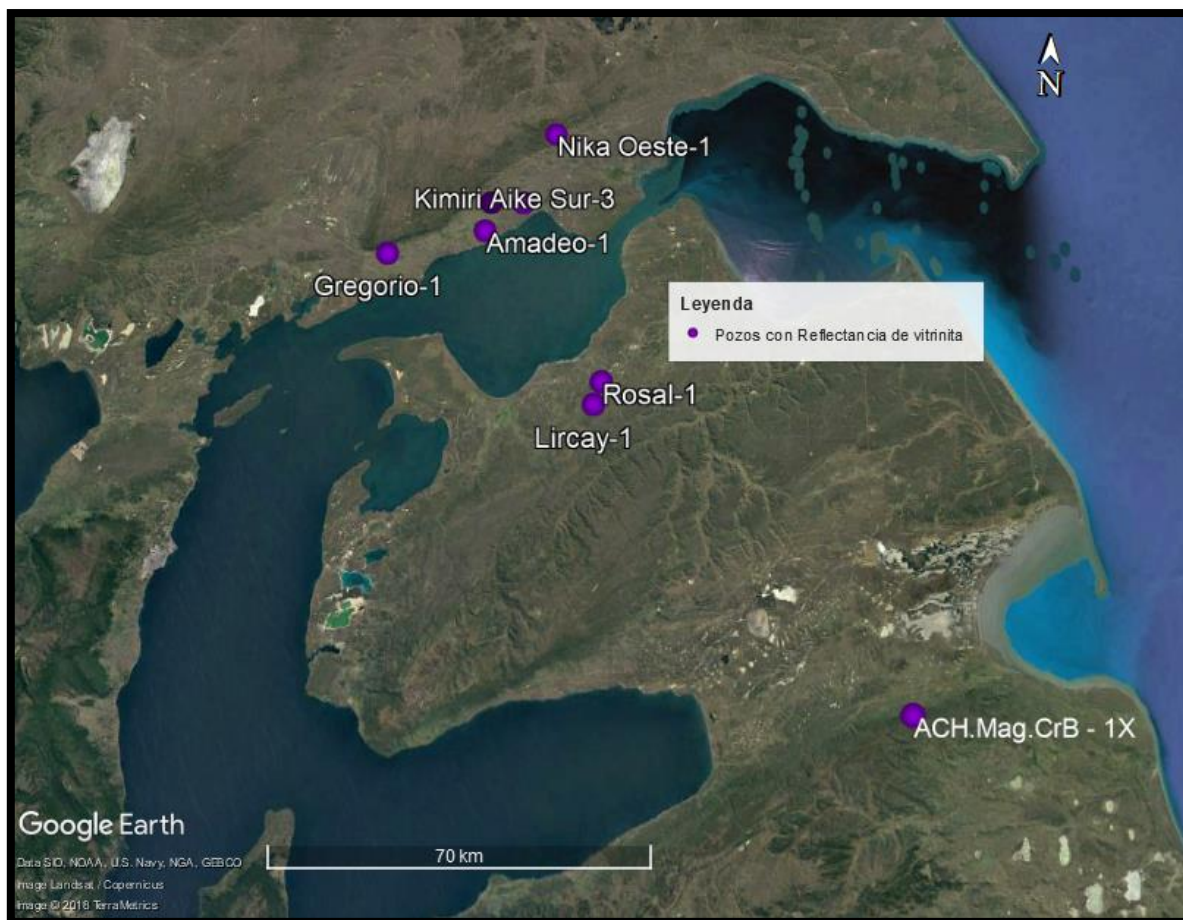 N
Nika Oeste-1
Kimiri Aike Sur-3
Amadeo-1
Gregorio-1
Leyenda
Pozos con Reflectancia de vitrinita
Rosal-1
Lircay-1
ACH.Mag.CrB - 1X
Google Earth
Data SIO, NOAA, U.S. Navy, NGA, GEBCO
Image Landsat / Copernicus
Image © 2018 TerraMetrics
70 km